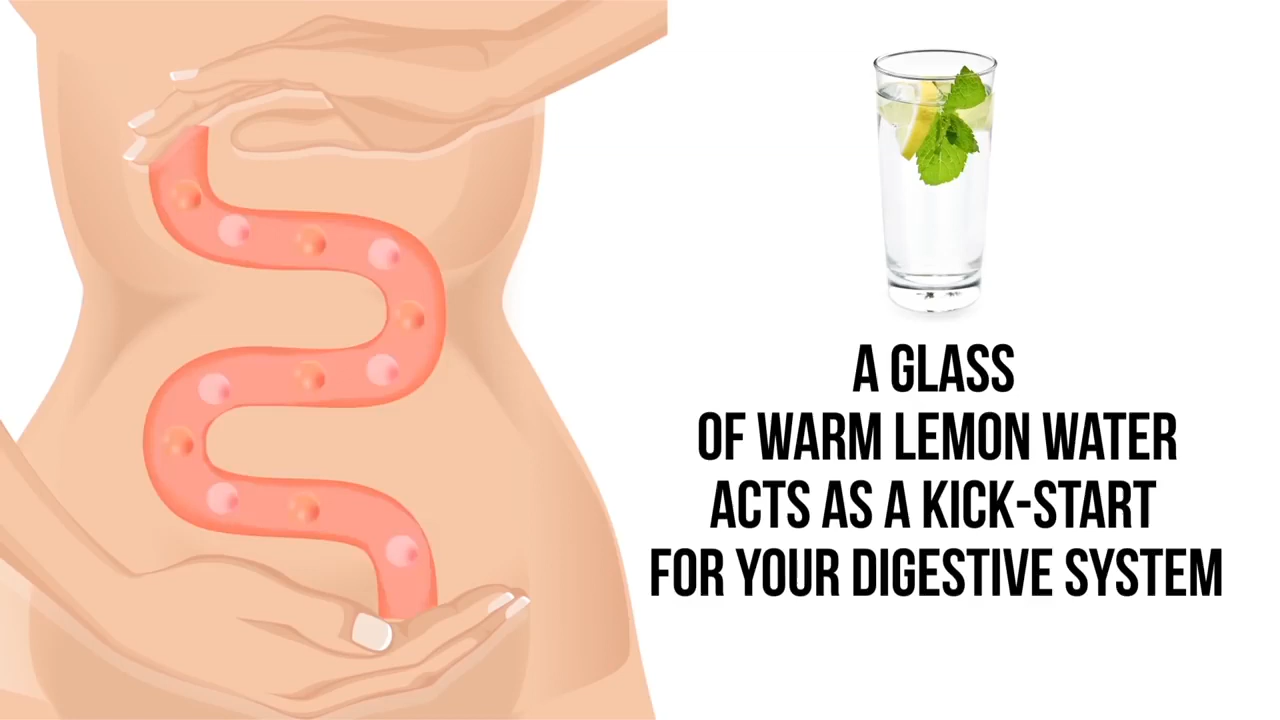 A GLASS
OF WARM LEMON WATER
ACTS AS A KICK-START
FOR YOUR DIGESTIVE SYSTEM